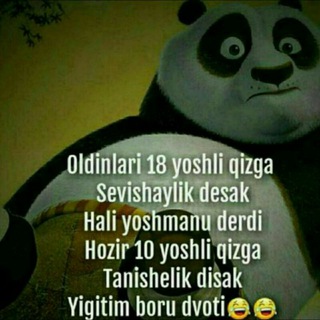 Oldinlari 18 yoshli qizga
Sevishaylik desak
Hali yoshmanu derdi
Hozir 10 yoshli qizga
Tanishelik disak
Yigitim boru dvoti😂😂